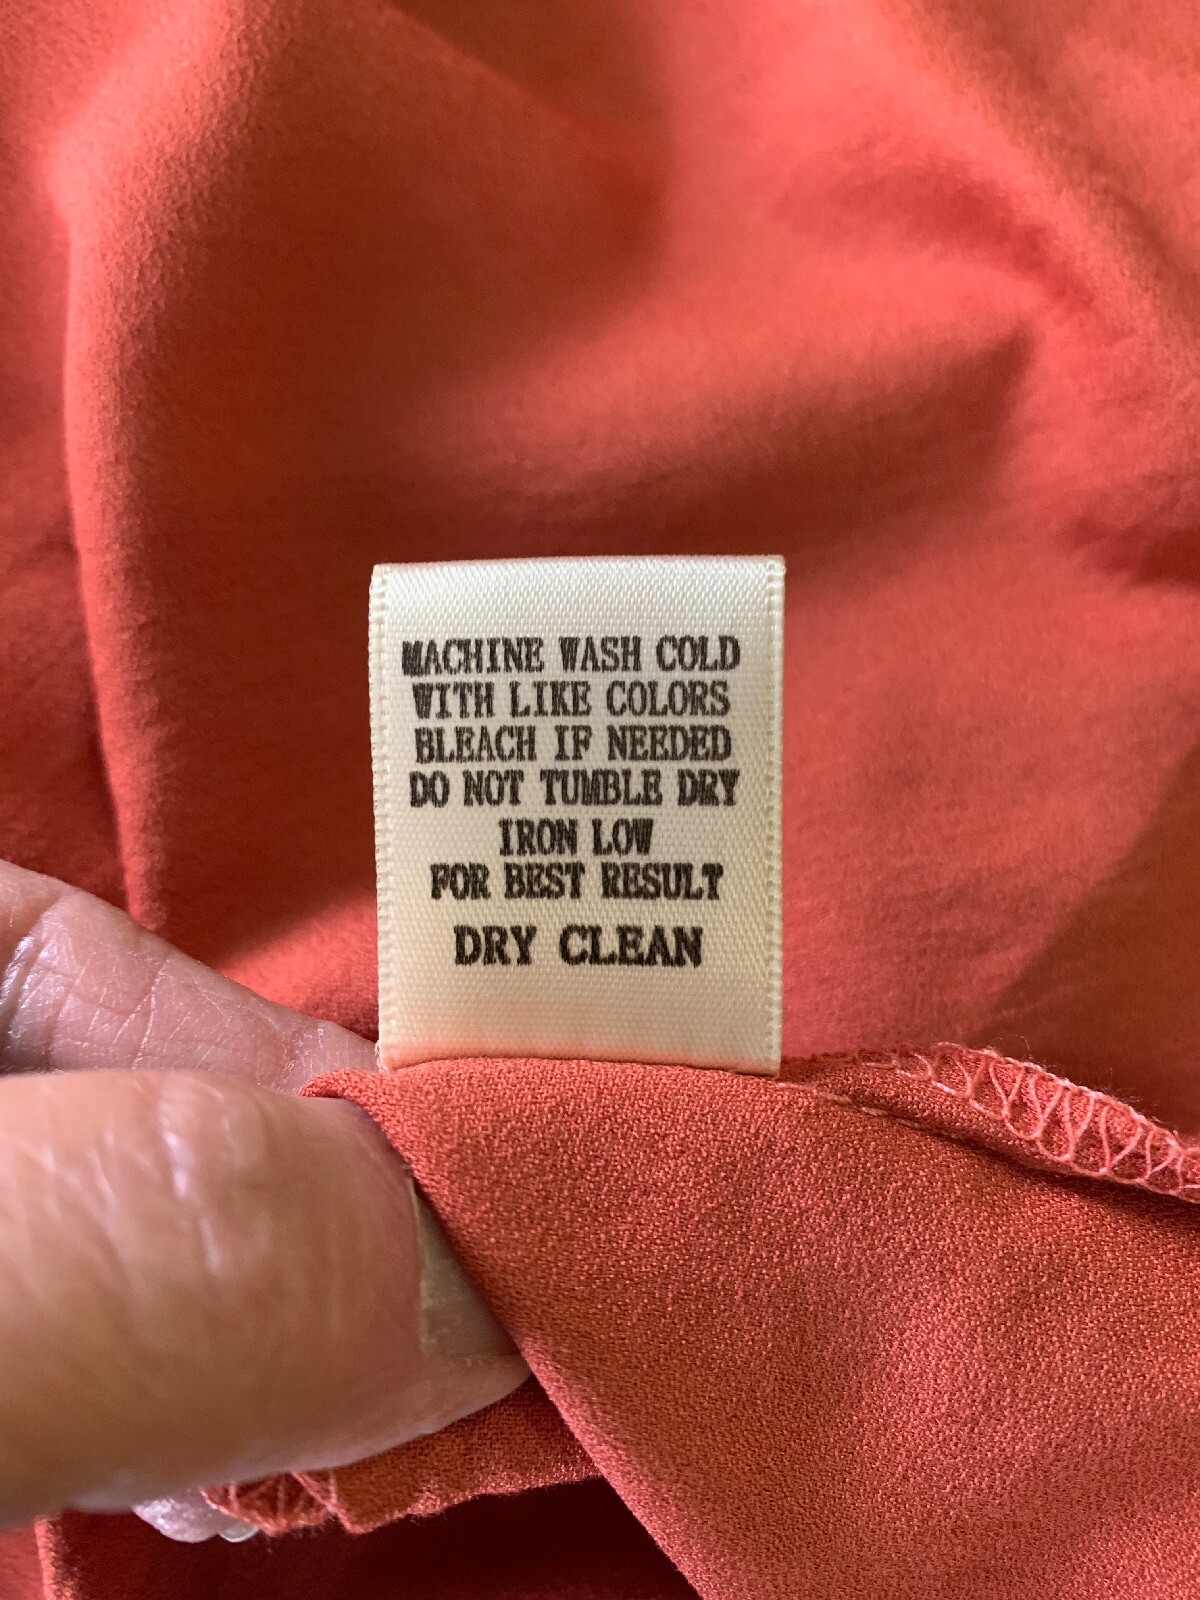 MACHINE WASH COLD
WITH LIKE COLORS
BLEACH IF NEEDED
DO NOT TUMBLE DRY
IRON LOW
FOR BEST RESULT
DRY CLEAN